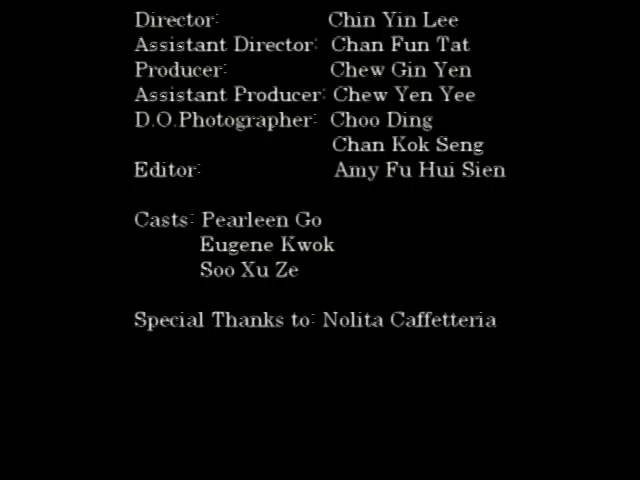 Director: Chin Yin Lee
Assistant Director: Chan Fun Tat
Producer: Chew Gin Yen
Assistant Producer: Chew Yen Yee
D.O.Photographer: Choo Ding
Chan Kok Seng
Editor: Amy Fu Hui Sien
Casts: Pearleen Go
Eugene Kwok
Soo Xu Ze
Special Thanks to: Nolita Caffetteria